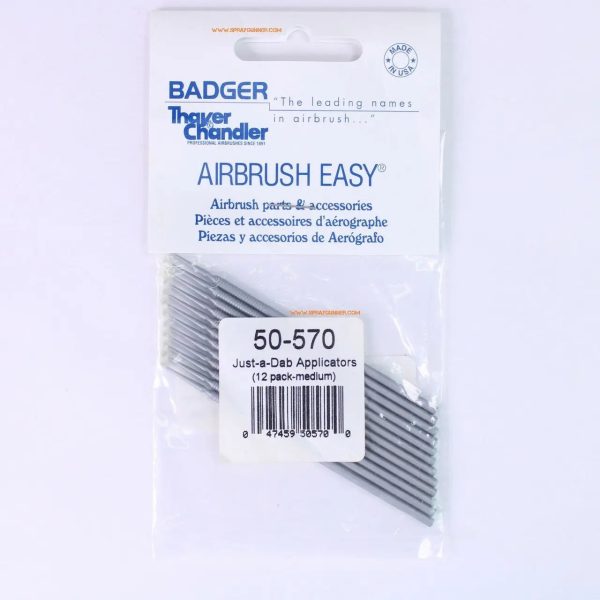 WWW.SPRAYGUNNER.COM
MADE IN USA
BADGER
Thayer & Chandler
PROFESSIONAL AIRBRUSHES SINCE 1891
"The leading names
in airbrush..."
AIRBRUSH EASY®
Airbrush parts & accessories
Pièces et accessoires d'aérographe
Piezas y accesorios de Aerógrafo
WWW.SPRAYGUNNER.COM
50-570
Just-a-Dab Applicators
(12 pack-medium)
0 47459 50570 0